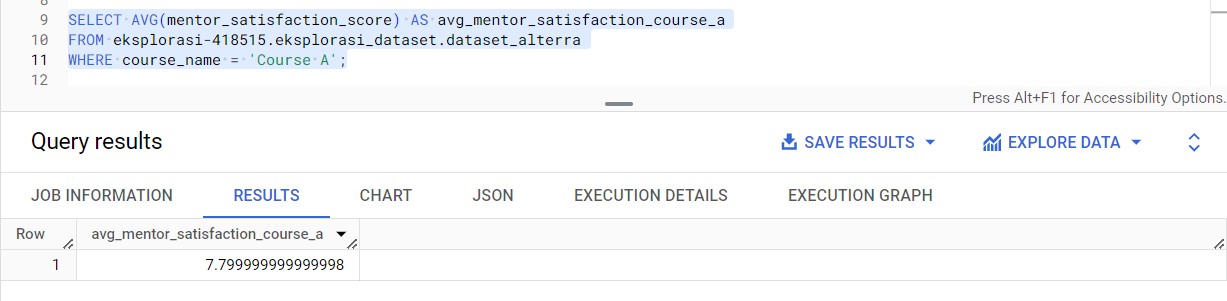 9 SELECT AVG(mentor_satisfaction_score) AS avg_mentor_satisfaction_course_a
10 FROM eksplorasi-418515.eksplorasi_dataset.dataset_alterra
11 WHERE course_name = 'Course A';
12
Press Alt+F1 for Accessibility Options.
Query results SAVE RESULTS EXPLORE DATA
JOB INFORMATION RESULTS CHART JSON EXECUTION DETAILS EXECUTION GRAPH
Row avg_mentor_satisfaction_course_a
1 7.799999999999998